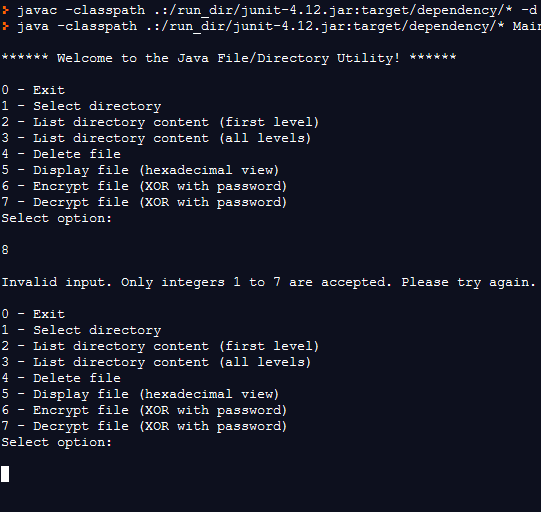 > javac -classpath .:/run_dir/junit-4.12.jar:target/dependency/* -d
> java -classpath .:/run_dir/junit-4.12.jar:target/dependency/* Main
****** Welcome to the Java File/Directory Utility! ******
0 - Exit
1 - Select directory
2 - List directory content (first level)
3 - List directory content (all levels)
4 - Delete file
5 - Display file (hexadecimal view)
6 - Encrypt file (XOR with password)
7 - Decrypt file (XOR with password)
Select option:
8
Invalid input. Only integers 1 to 7 are accepted. Please try again.
0 - Exit
1 - Select directory
2 - List directory content (first level)
3 - List directory content (all levels)
4 - Delete file
5 - Display file (hexadecimal view)
6 - Encrypt file (XOR with password)
7 - Decrypt file (XOR with password)
Select option: